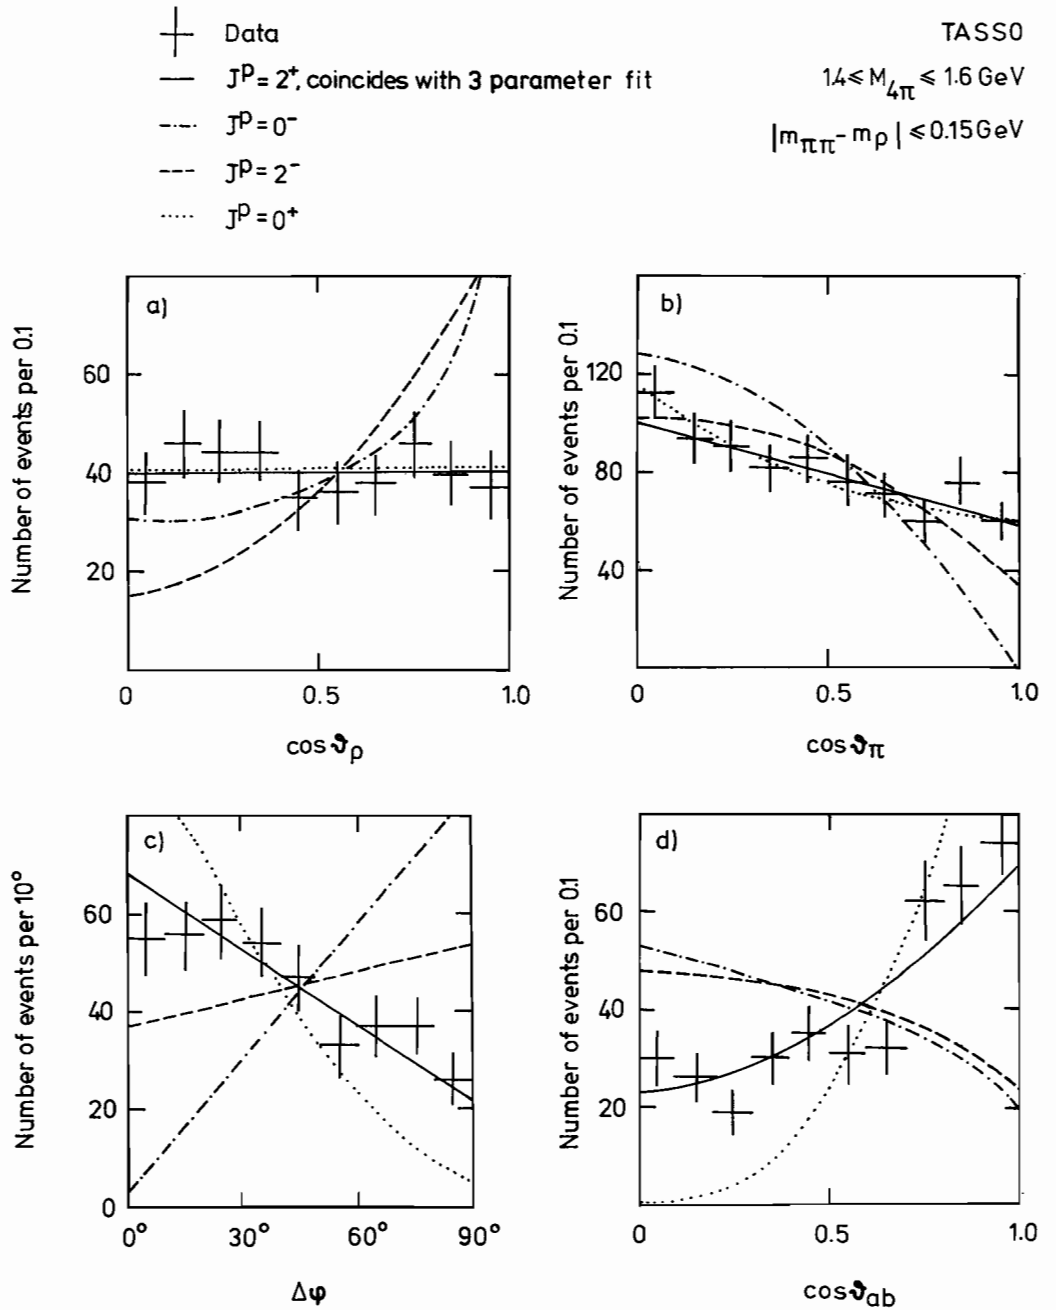 Data
J^P = 2^+, coincides with 3 parameter fit
J^P = 0^-
J^P = 2^-
J^P = 0^+
TASSO
1.4 ≤ M_4π ≤ 1.6 GeV
|m_ππ - m_ρ| ≤ 0.15 GeV
a)
Number of events per 0.1
60
40
20
0
0.5
1.0
cos ϑ_ρ
b)
Number of events per 0.1
120
80
40
0
0.5
1.0
cos ϑ_π
c)
Number of events per 10°
60
40
20
0
0°
30°
60°
90°
Δφ
d)
Number of events per 0.1
60
40
20
0
0.5
1.0
cos ϑ_ab